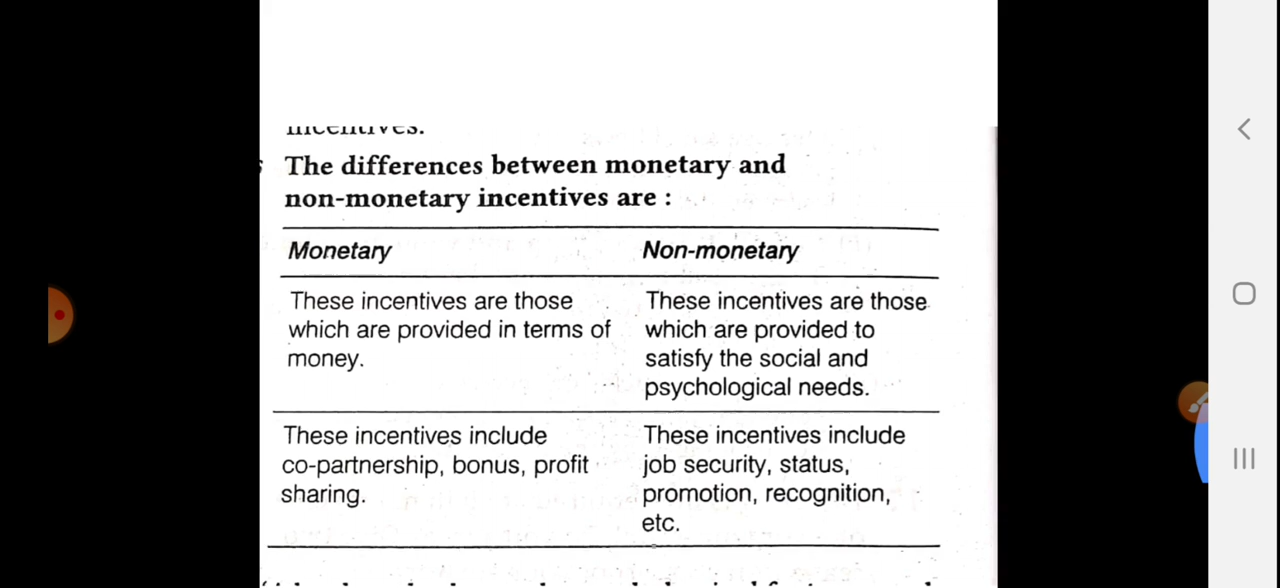 incentives.
The differences between monetary and
non-monetary incentives are :
Monetary Non-monetary
These incentives are those
which are provided in terms of
money.
These incentives are those
which are provided to
satisfy the social and
psychological needs.
These incentives include
co-partnership, bonus, profit
sharing.
These incentives include
job security, status,
promotion, recognition,
etc.